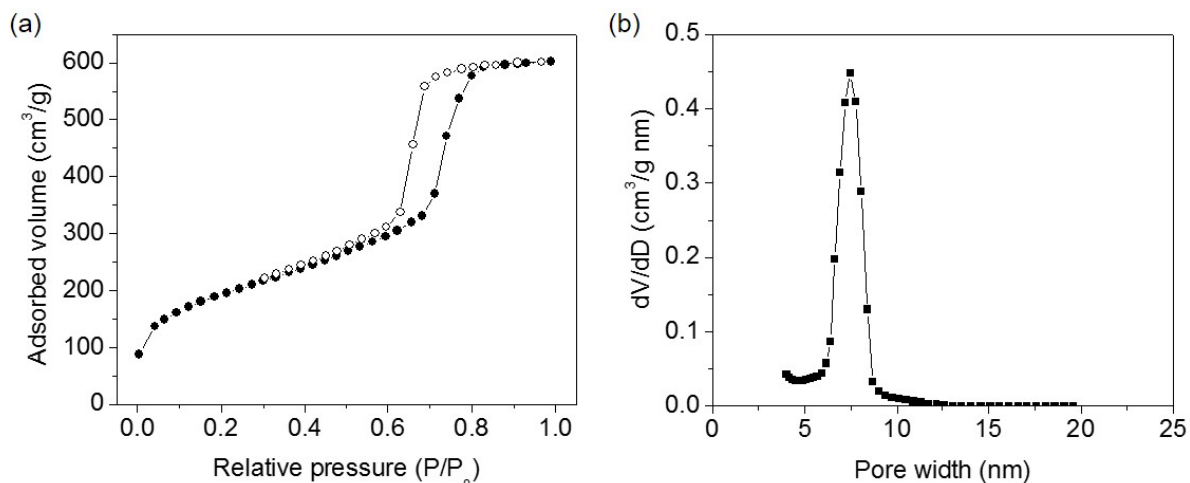 (a)
600
500
400
300
200
100
0
Adsorbed volume (cm³/g)
0.0 0.2 0.4 0.6 0.8 1.0
Relative pressure (P/Pₒ)
(b)
0.5
0.4
0.3
0.2
0.1
0.0
dV/dD (cm³/g nm)
0 5 10 15 20 25
Pore width (nm)